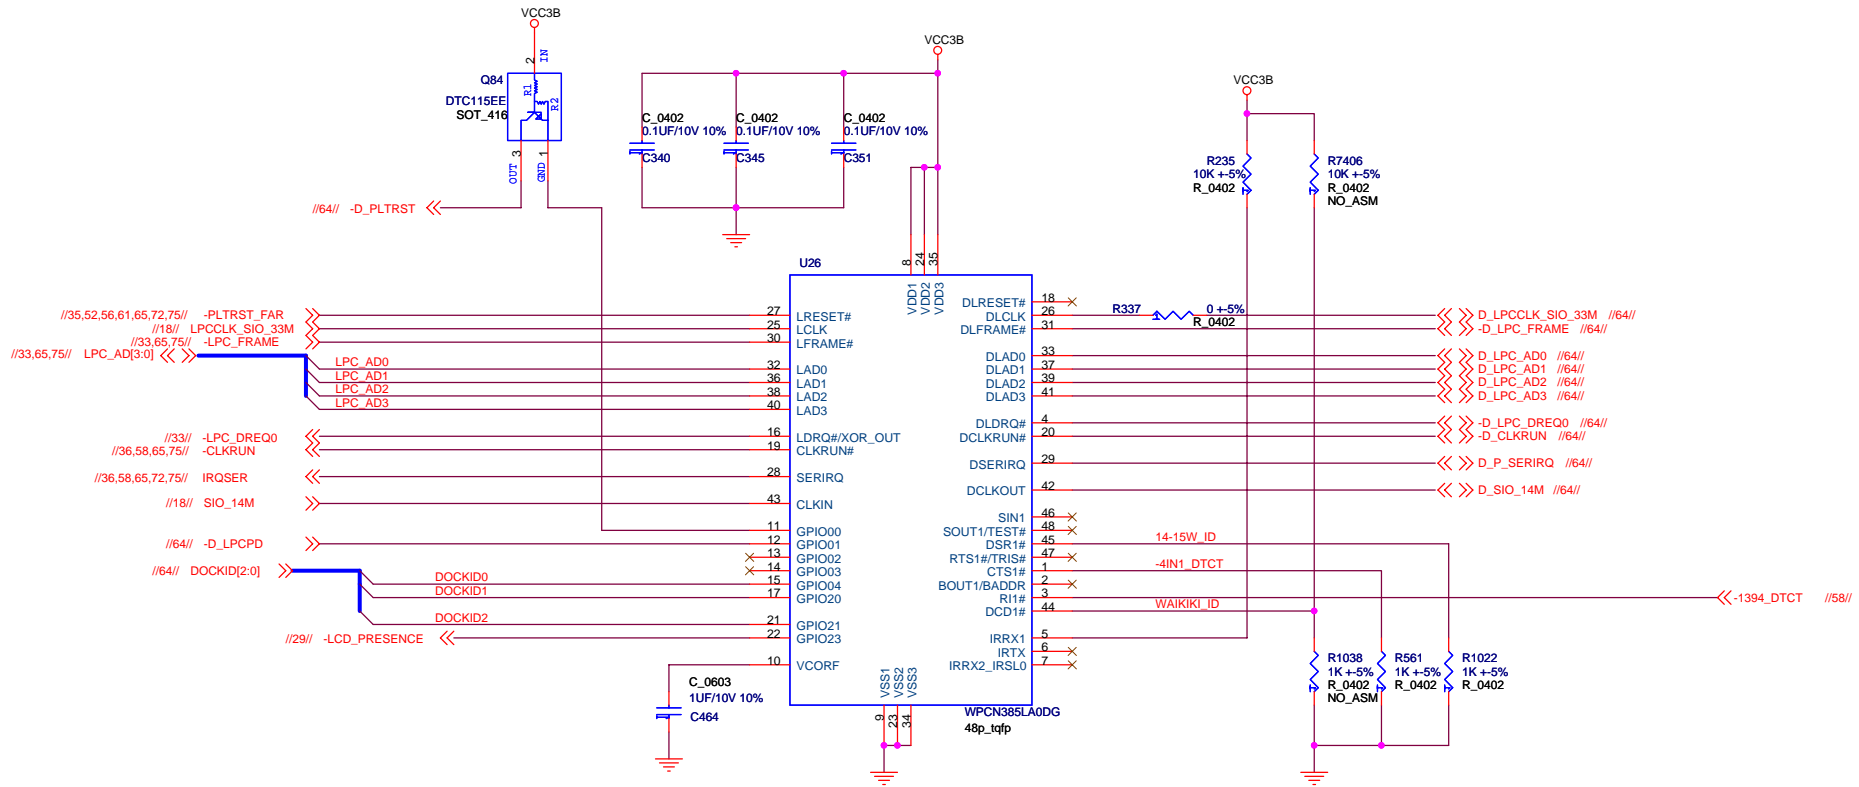 VCC3B
2
IN
Q84
R1
R2
DTC115EE
SOT_416
OUT
3
GND
1
//64// -D_PLTRST
VCC3B
C_0402
0.1UF/10V 10%
C340
C_0402
0.1UF/10V 10%
C345
C_0402
0.1UF/10V 10%
C351
VCC3B
R235
10K +-5%
R_0402
R7406
10K +-5%
R_0402
NO_ASM
U26
8
24
35
VDD1
VDD2
VDD3
//35,52,56,61,65,72,75// -PLTRST_FAR
27
LRESET#
//18// LPCCLK_SIO_33M
25
LCLK
//33,65,75// -LPC_FRAME
30
LFRAME#
//33,65,75// LPC_AD[3:0]
LPC_AD0
32
LAD0
LPC_AD1
36
LAD1
LPC_AD2
38
LAD2
LPC_AD3
40
LAD3
//33// -LPC_DREQ0
16
LDRQ#/XOR_OUT
//36,58,65,75// -CLKRUN
19
CLKRUN#
//36,58,65,72,75// IRQSER
28
SERIRQ
//18// SIO_14M
43
CLKIN
11
GPIO00
//64// -D_LPCPD
12
GPIO01
13
GPIO02
14
GPIO03
//64// DOCKID[2:0]
DOCKID0
15
GPIO04
DOCKID1
17
GPIO20
DOCKID2
21
GPIO21
//29// -LCD_PRESENCE
22
GPIO23
10
VCORF
C_0603
1UF/10V 10%
C464
DLRESET#
18
DLCLK
26
R337
0 +-5%
R_0402
D_LPCCLK_SIO_33M //64//
DLFRAME#
31
-D_LPC_FRAME //64//
DLAD0
33
D_LPC_AD0 //64//
DLAD1
37
D_LPC_AD1 //64//
DLAD2
39
D_LPC_AD2 //64//
DLAD3
41
D_LPC_AD3 //64//
DLDRQ#
4
-D_LPC_DREQ0 //64//
DCLKRUN#
20
-D_CLKRUN //64//
DSERIRQ
29
D_P_SERIRQ //64//
DCLKOUT
42
D_SIO_14M //64//
SIN1
46
SOUT1/TEST#
48
DSR1#
45
14-15W_ID
RTS1#/TRIS#
47
CTS1#
1
-4IN1_DTCT
BOUT1/BADDR
2
RI1#
3
-1394_DTCT //58//
DCD1#
44
WAIKIKI_ID
IRRX1
5
IRTX
6
IRRX2_IRSL0
7
VSS1
VSS2
VSS3
9
23
34
WPCN385LA0DG
48p_tqfp
R1038
1K +-5%
R_0402
NO_ASM
R561
1K +-5%
R_0402
R1022
1K +-5%
R_0402